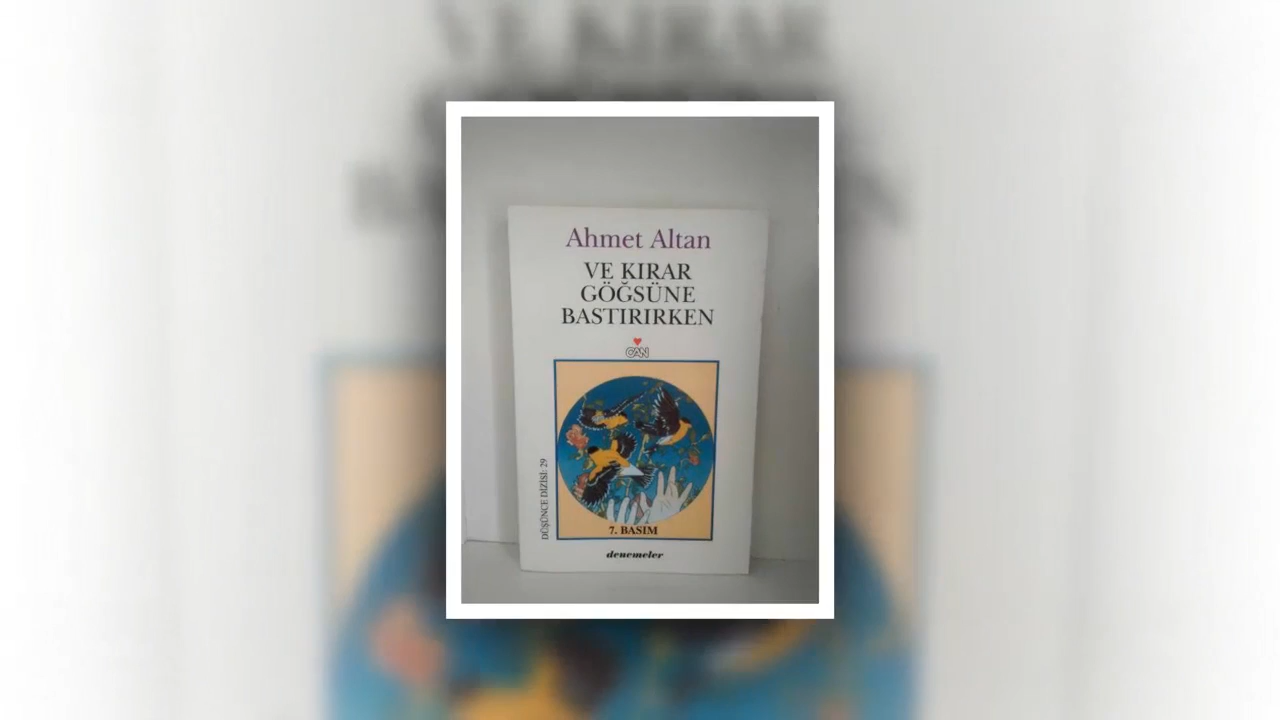 Ahmet Altan
VE KIRAR
GÖĞSÜNE
BASTIRIRKEN
CAN
DÜŞÜNCE DİZİSİ: 29
7. BASIM
denemeler